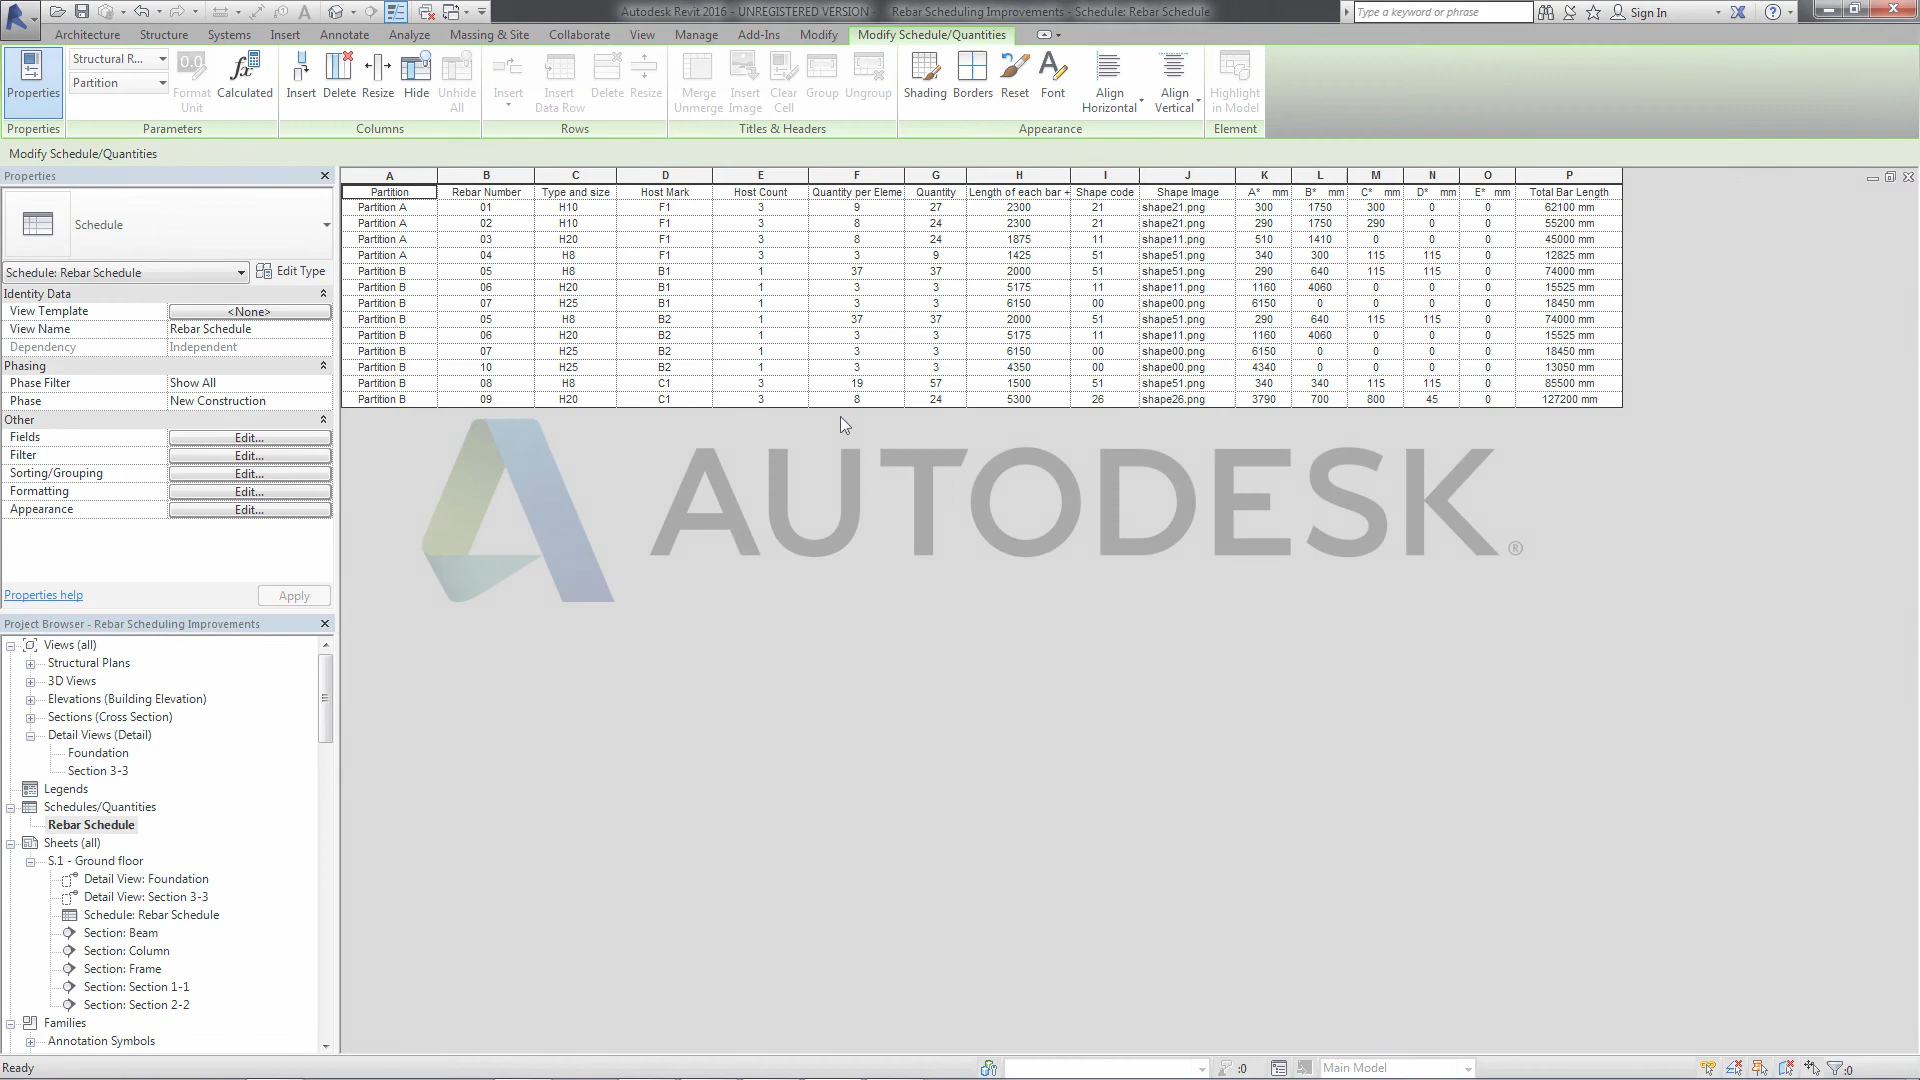 Autodesk Revit 2016 - UNREGISTERED VERSION - Rebar Scheduling Improvements - Schedule: Rebar Schedule
Type a keyword or phrase
Sign In
Architecture Structure Systems Insert Annotate Analyze Massing & Site Collaborate View Manage Add-Ins Modify Modify Schedule/Quantities
Properties
Structural R...
Partition
Format Unit
Calculated
Insert Delete Resize Hide Unhide All
Insert Insert Data Row Delete Resize
Merge Unmerge Insert Image Clear Cell Group Ungroup
Shading Borders Reset Font Align Horizontal Align Vertical
Highlight in Model
Properties Parameters Columns Rows Titles & Headers Appearance Element
Modify Schedule/Quantities
Properties
Schedule
Schedule: Rebar Schedule
Edit Type
Identity Data
View Template <None>
View Name Rebar Schedule
Dependency Independent
Phasing
Phase Filter Show All
Phase New Construction
Other
Fields Edit...
Filter Edit...
Sorting/Grouping Edit...
Formatting Edit...
Appearance Edit...
Properties help
Apply
Project Browser - Rebar Scheduling Improvements
Views (all)
Structural Plans
3D Views
Elevations (Building Elevation)
Sections (Cross Section)
Detail Views (Detail)
Foundation
Section 3-3
Legends
Schedules/Quantities
Rebar Schedule
Sheets (all)
S.1 - Ground floor
Detail View: Foundation
Detail View: Section 3-3
Schedule: Rebar Schedule
Section: Beam
Section: Column
Section: Frame
Section: Section 1-1
Section: Section 2-2
Families
Annotation Symbols
A B C D E F G H I J K L M N O P
Partition Rebar Number Type and size Host Mark Host Count Quantity per Eleme Quantity Length of each bar + Shape code Shape Image A* mm B* mm C* mm D* mm E* mm Total Bar Length
Partition A 01 H10 F1 3 9 27 2300 21 shape21.png 300 1750 300 0 0 62100 mm
Partition A 02 H10 F1 3 8 24 2300 21 shape21.png 290 1750 290 0 0 55200 mm
Partition A 03 H20 F1 3 8 24 1875 11 shape11.png 510 1410 0 0 0 45000 mm
Partition A 04 H8 F1 3 3 9 1425 51 shape51.png 340 300 115 115 0 12825 mm
Partition B 05 H8 B1 1 37 37 2000 51 shape51.png 290 640 115 115 0 74000 mm
Partition B 06 H20 B1 1 3 3 5175 11 shape11.png 1160 4060 0 0 0 15525 mm
Partition B 07 H25 B1 1 3 3 6150 00 shape00.png 6150 0 0 0 0 18450 mm
Partition B 05 H8 B2 1 37 37 2000 51 shape51.png 290 640 115 115 0 74000 mm
Partition B 06 H20 B2 1 3 3 5175 11 shape11.png 1160 4060 0 0 0 15525 mm
Partition B 07 H25 B2 1 3 3 6150 00 shape00.png 6150 0 0 0 0 18450 mm
Partition B 10 H25 B2 1 3 3 4350 00 shape00.png 4340 0 0 0 0 13050 mm
Partition B 08 H8 C1 3 19 57 1500 51 shape51.png 340 340 115 115 0 85500 mm
Partition B 09 H20 C1 3 8 24 5300 26 shape26.png 3790 700 800 45 0 127200 mm
AUTODESK®
Ready
:0
Main Model
:0